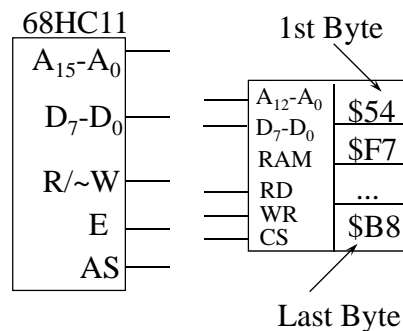 68HC11
A15-A0
D7-D0
R/~W
E
AS
1st Byte
A12-A0
D7-D0
RAM
RD
WR
CS
$54
$F7
...
$B8
Last Byte